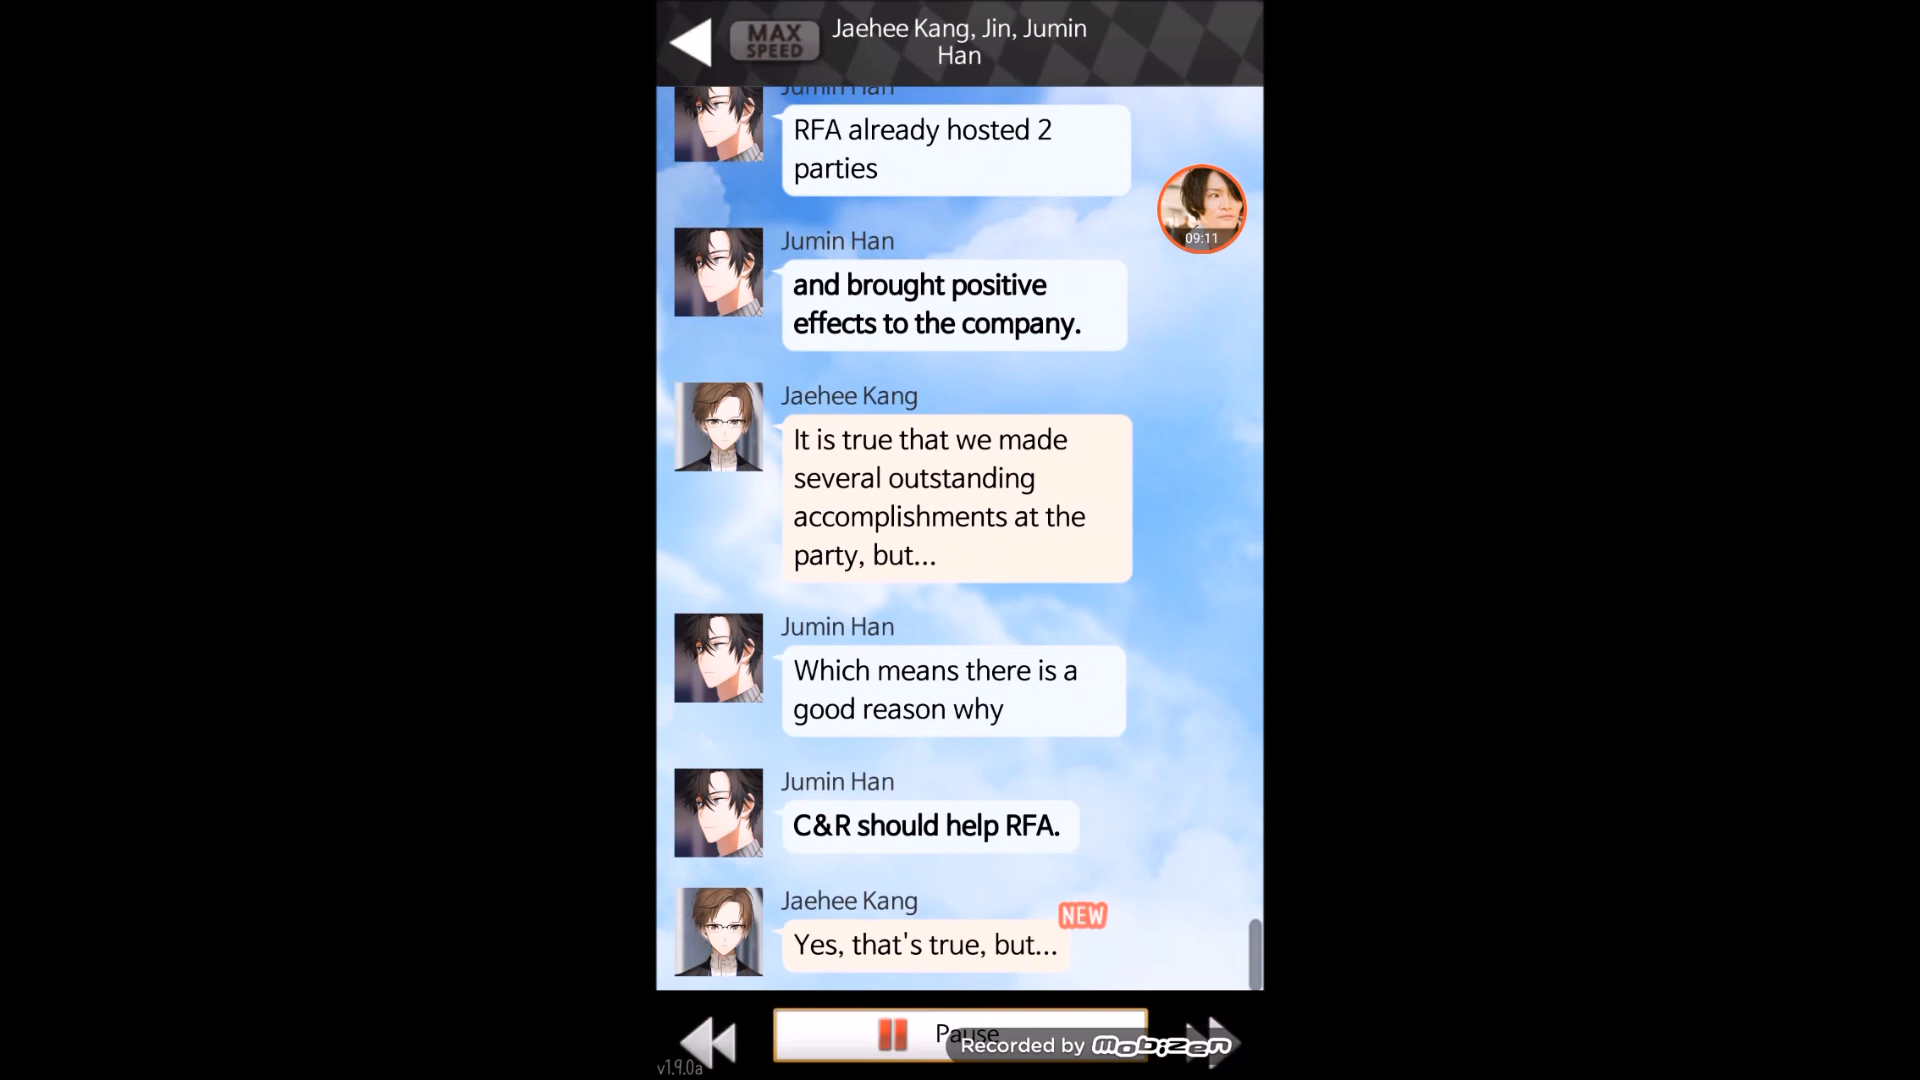 MAX
SPEED
Jaehee Kang, Jin, Jumin
Han
Jumin Han
RFA already hosted 2
parties
09:11
Jumin Han
and brought positive
effects to the company.
Jaehee Kang
It is true that we made
several outstanding
accomplishments at the
party, but...
Jumin Han
Which means there is a
good reason why
Jumin Han
C&R should help RFA.
Jaehee Kang
NEW
Yes, that's true, but...
Pause
Recorded by Mobizen
v1.9.0a